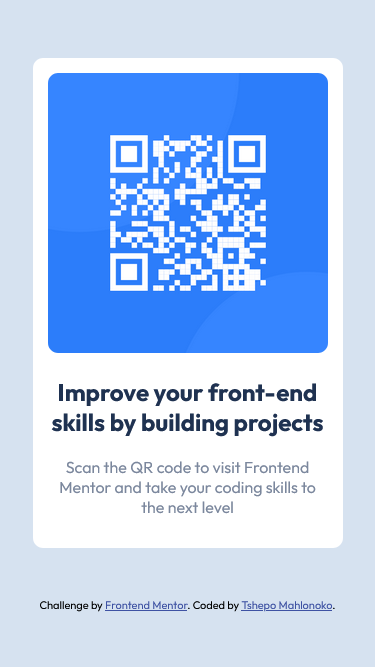 Improve your front-end
skills by building projects
Scan the QR code to visit Frontend
Mentor and take your coding skills to
the next level
Challenge by Frontend Mentor. Coded by Tshepo Mahlonoko.